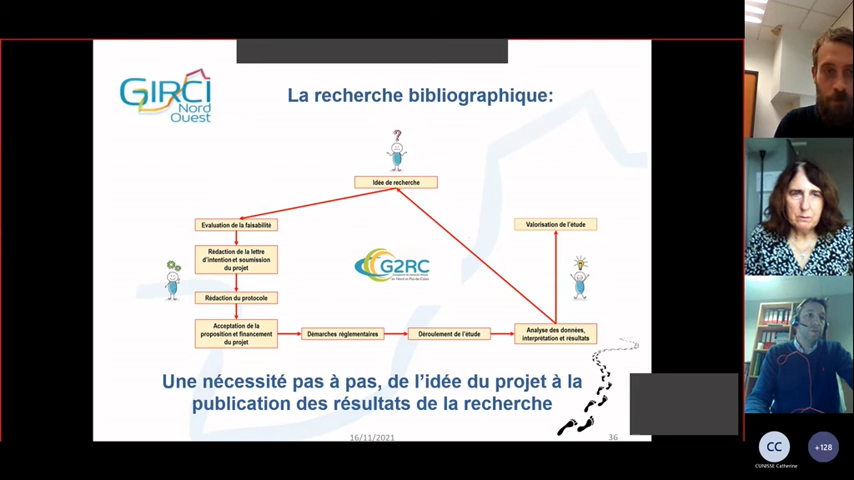 GIRCI
Nord
Ouest
La recherche bibliographique:
?
Idée de recherche
Evaluation de la faisabilité
Valorisation de l'étude
Rédaction de la lettre
d'intention et soumission
du projet
G2RC
Rédaction du protocole
Acceptation de la
proposition et financement
du projet
Démarches réglementaires
Déroulement de l'étude
Analyse des données,
interprétation et résultats
Une nécessité pas à pas, de l'idée du projet à la
publication des résultats de la recherche
16/11/2021
36
CC
+128
CUNISSE Catherine